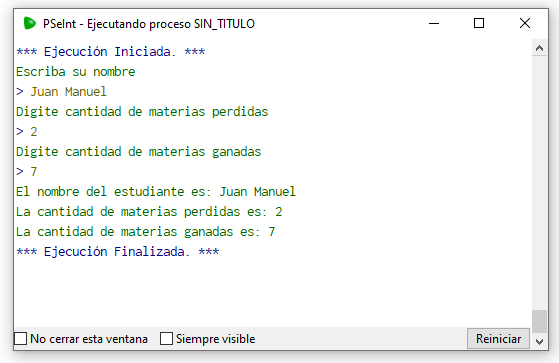 PSeInt - Ejecutando proceso SIN_TITULO
*** Ejecución Iniciada. ***
Escriba su nombre
> Juan Manuel
Digite cantidad de materias perdidas
> 2
Digite cantidad de materias ganadas
> 7
El nombre del estudiante es: Juan Manuel
La cantidad de materias perdidas es: 2
La cantidad de materias ganadas es: 7
*** Ejecución Finalizada. ***
No cerrar esta ventana Siempre visible Reiniciar